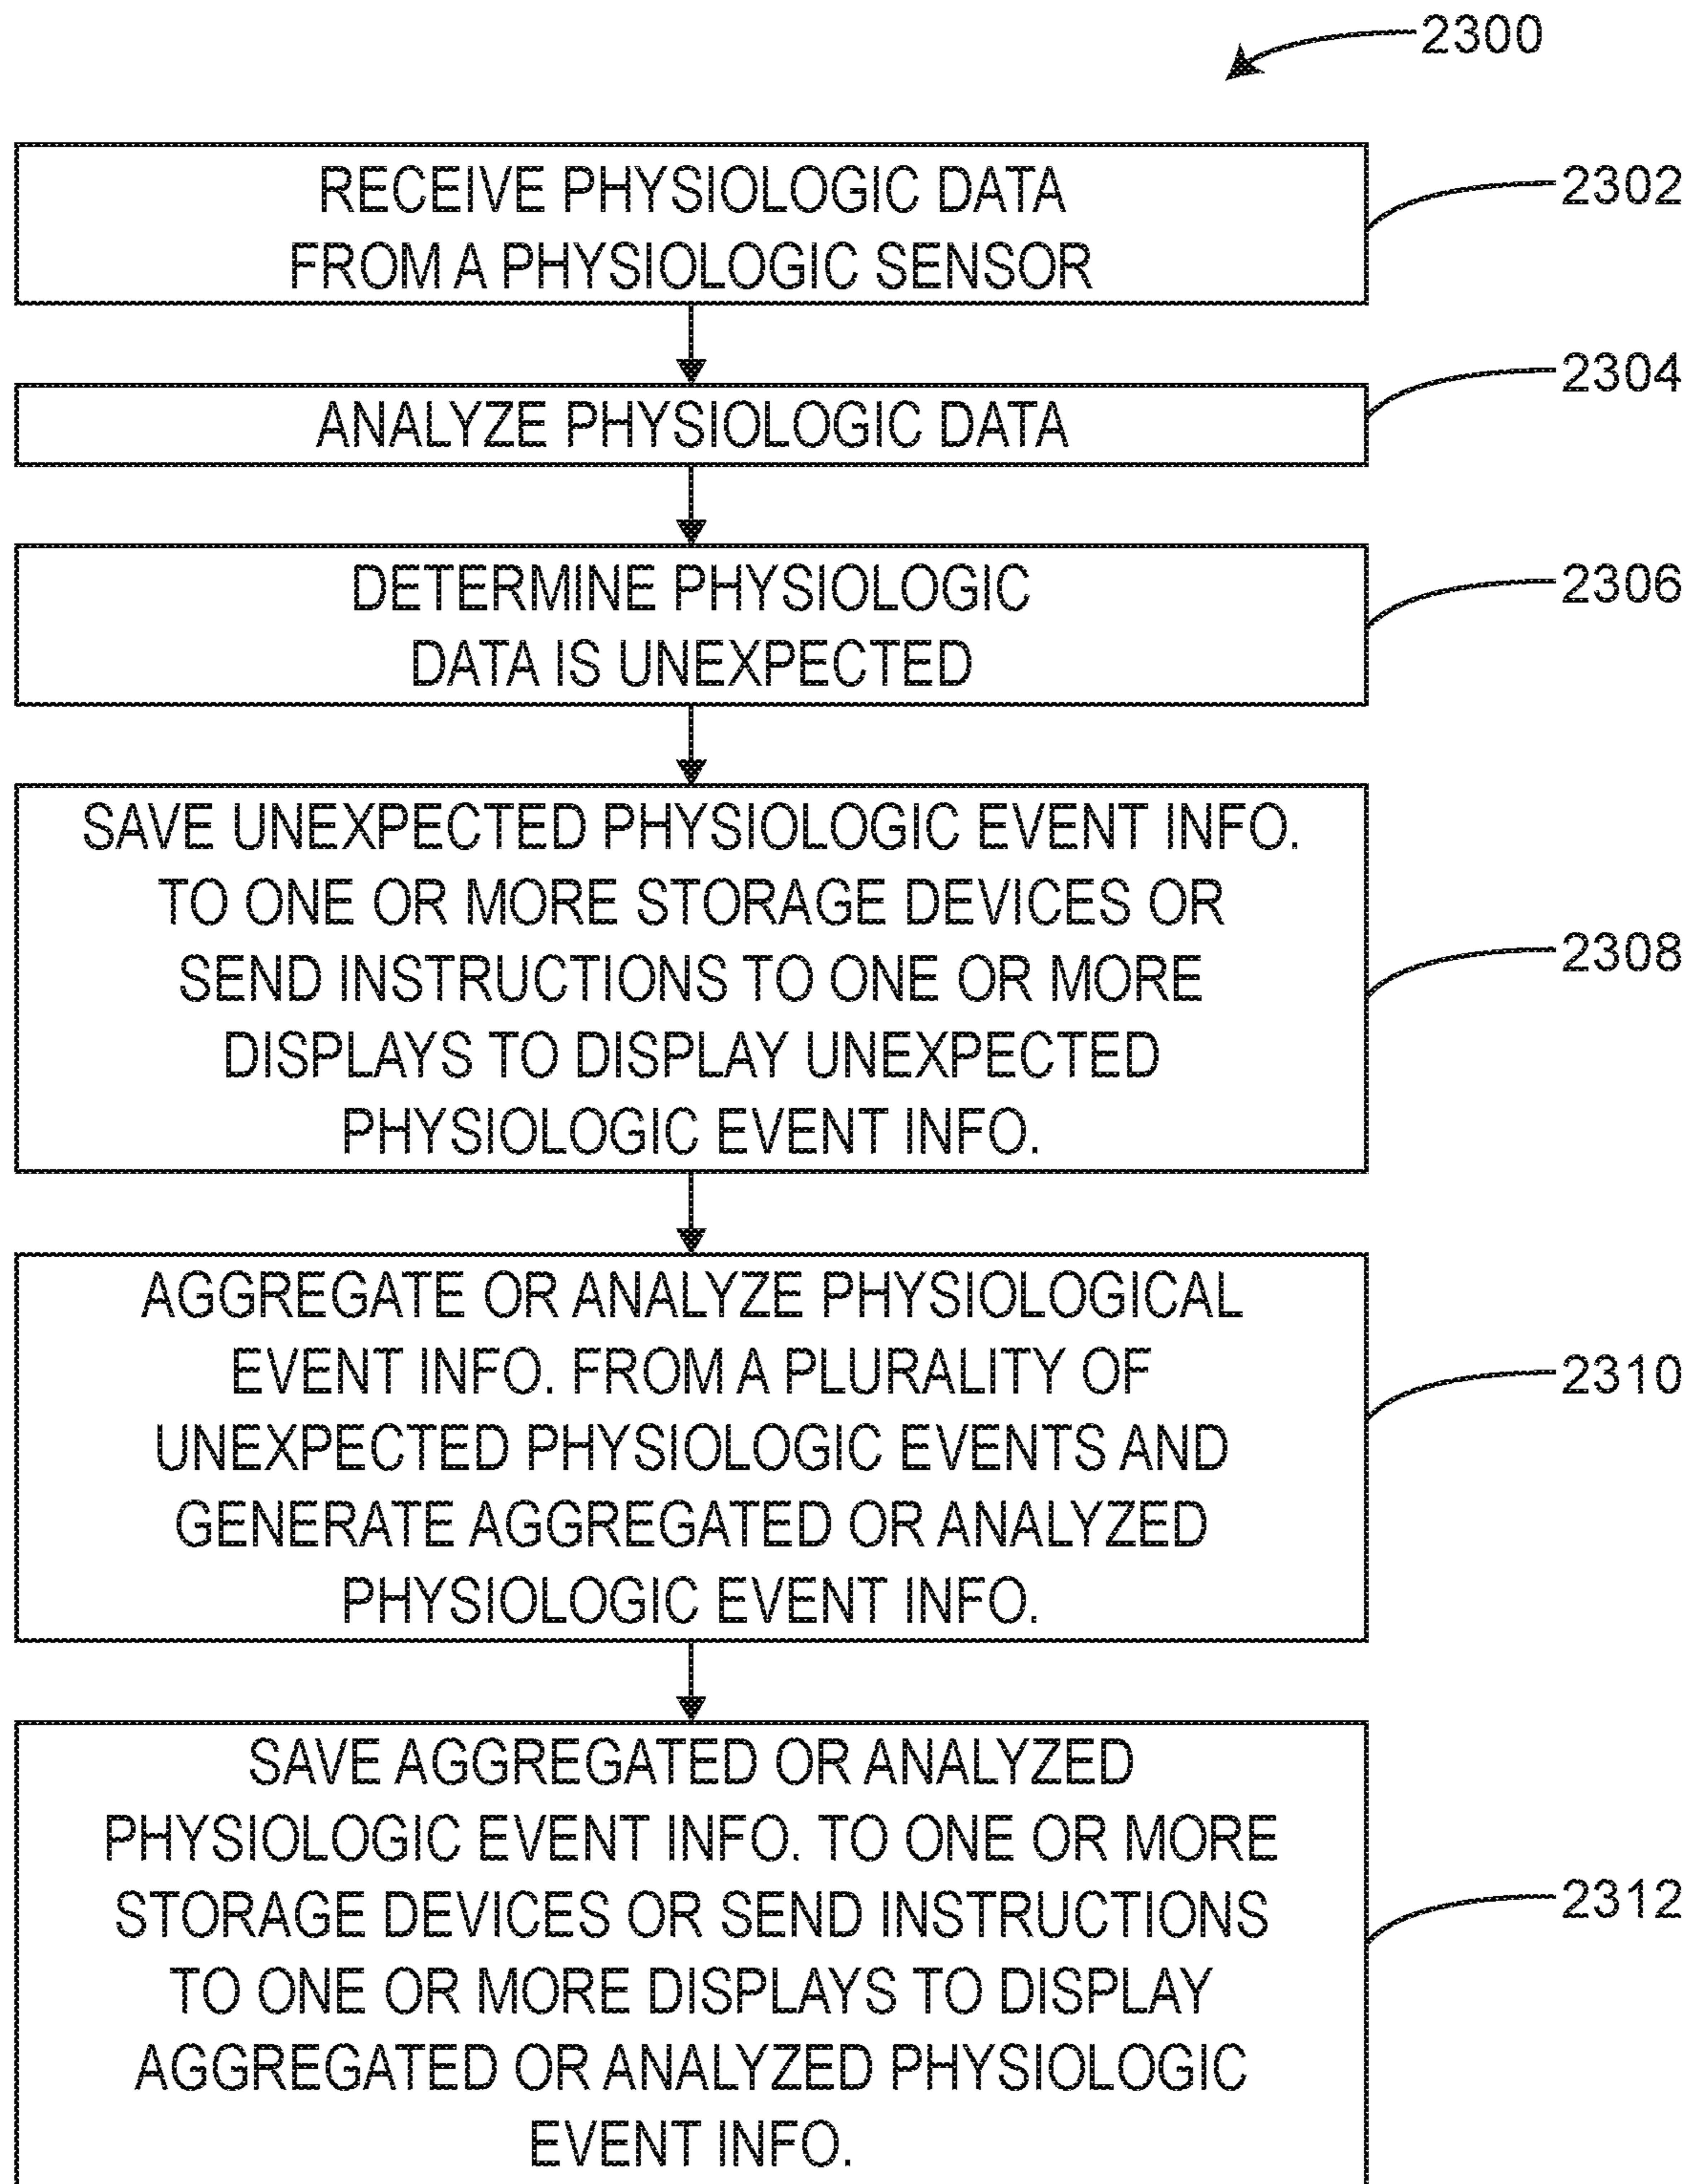 2300
RECEIVE PHYSIOLOGIC DATA
FROM A PHYSIOLOGIC SENSOR
2302
ANALYZE PHYSIOLOGIC DATA
2304
DETERMINE PHYSIOLOGIC
DATA IS UNEXPECTED
2306
SAVE UNEXPECTED PHYSIOLOGIC EVENT INFO.
TO ONE OR MORE STORAGE DEVICES OR
SEND INSTRUCTIONS TO ONE OR MORE
DISPLAYS TO DISPLAY UNEXPECTED
PHYSIOLOGIC EVENT INFO.
2308
AGGREGATE OR ANALYZE PHYSIOLOGICAL
EVENT INFO. FROM A PLURALITY OF
UNEXPECTED PHYSIOLOGIC EVENTS AND
GENERATE AGGREGATED OR ANALYZED
PHYSIOLOGIC EVENT INFO.
2310
SAVE AGGREGATED OR ANALYZED
PHYSIOLOGIC EVENT INFO. TO ONE OR MORE
STORAGE DEVICES OR SEND INSTRUCTIONS
TO ONE OR MORE DISPLAYS TO DISPLAY
AGGREGATED OR ANALYZED PHYSIOLOGIC
EVENT INFO.
2312